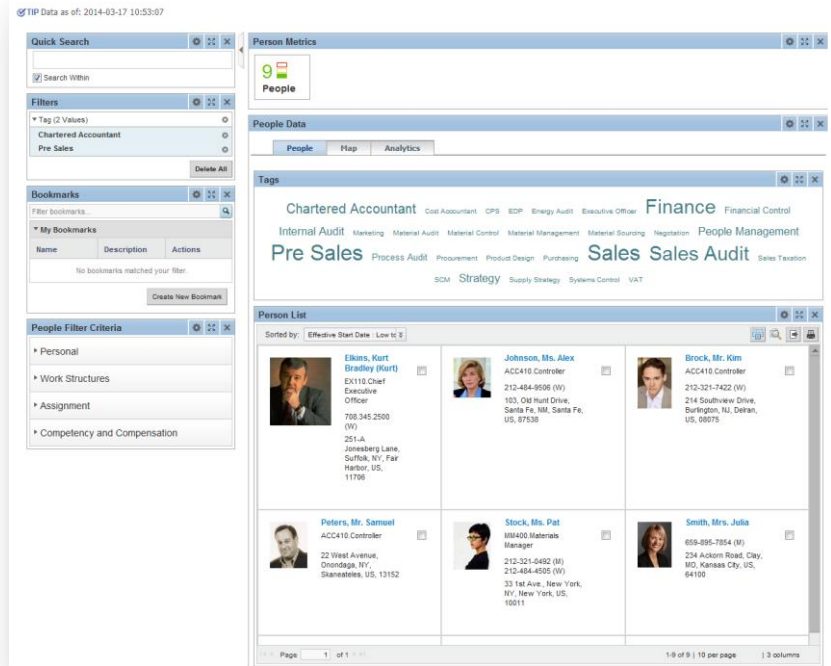 TIP Data as of: 2014-03-17 10:53:07
Quick Search
Search Within
Filters
Tag (2 Values)
Chartered Accountant
Pre Sales
Delete All
Bookmarks
Filter bookmarks...
My Bookmarks
Name Description Actions
No bookmarks matched your filter.
Create New Bookmark
People Filter Criteria
Personal
Work Structures
Assignment
Competency and Compensation
Person Metrics
9
People
People Data
People Map Analytics
Tags
Chartered Accountant Cost Accountant CPS EDP Energy Audit Executive Officer Finance Financial Control
Internal Audit Marketing Material Audit Material Control Material Management Material Sourcing Negotiation People Management
Pre Sales Process Audit Procurement Product Design Purchasing Sales Sales Audit Sales Taxation
SCM Strategy Supply Strategy Systems Control VAT
Person List
Sorted by: Effective Start Date : Low to
Elkins, Kurt
Bradley (Kurt)
EX110.Chief
Executive
Officer
708.345.2500
(W)
251-A
Jonesberg Lane,
Suffolk, NY, Fair
Harbor, US,
11706
Johnson, Ms. Alex
ACC410.Controller
212-484-9506 (W)
103, Old Hunt Drive,
Santa Fe, NM, Santa Fe,
US, 87538
Brock, Mr. Kim
ACC410.Controller
212-321-7422 (W)
214 Southview Drive,
Burlington, NJ, Delran,
US, 08075
Peters, Mr. Samuel
ACC410.Controller
22 West Avenue,
Onondaga, NY,
Skaneateles, US, 13152
Stock, Ms. Pat
MM400.Materials
Manager
212-321-0492 (M)
212-484-4505 (W)
33 1st Ave., New York,
NY, New York, US,
10011
Smith, Mrs. Julia
659-895-7854 (M)
234 Ackorn Road, Clay,
MO, Kansas City, US,
64100
Page 1 of 1
1-9 of 9 | 10 per page | 3 columns